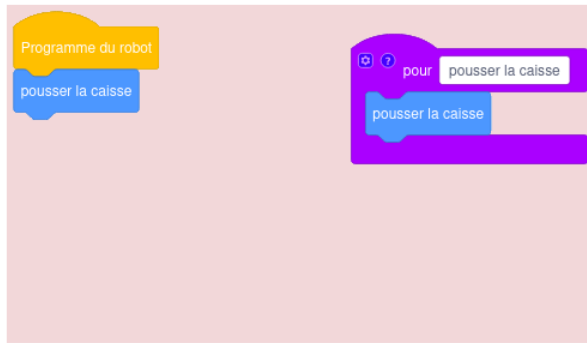 Programme du robot
pousser la caisse
? pour pousser la caisse
pousser la caisse